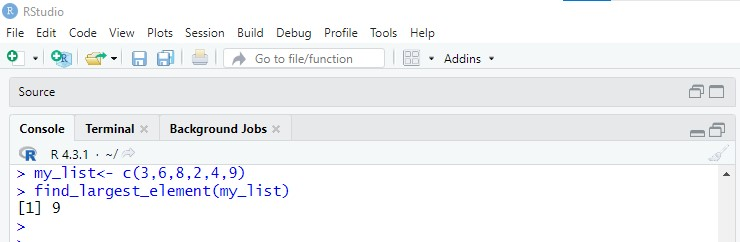 RStudio
File Edit Code View Plots Session Build Debug Profile Tools Help
Go to file/function Addins
Source
Console Terminal Background Jobs
R 4.3.1 · ~/
> my_list<- c(3,6,8,2,4,9)
> find_largest_element(my_list)
[1] 9
>
>